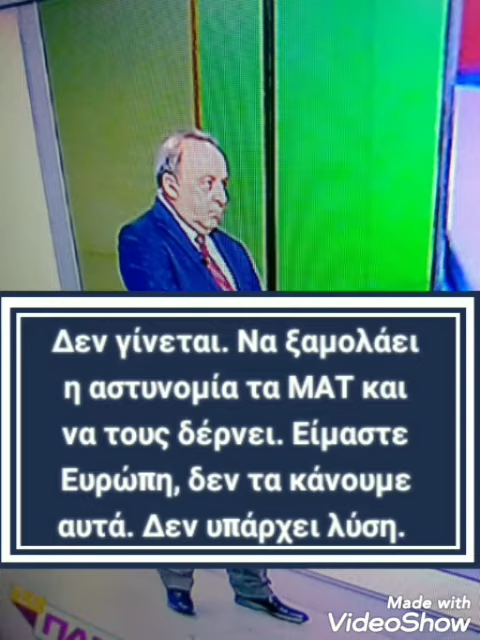 Δεν γίνεται. Να ξαμολάει
η αστυνομία τα ΜΑΤ και
να τους δέρνει. Είμαστε
Ευρώπη, δεν τα κάνουμε
αυτά. Δεν υπάρχει λύση.
Made with
VideoShow